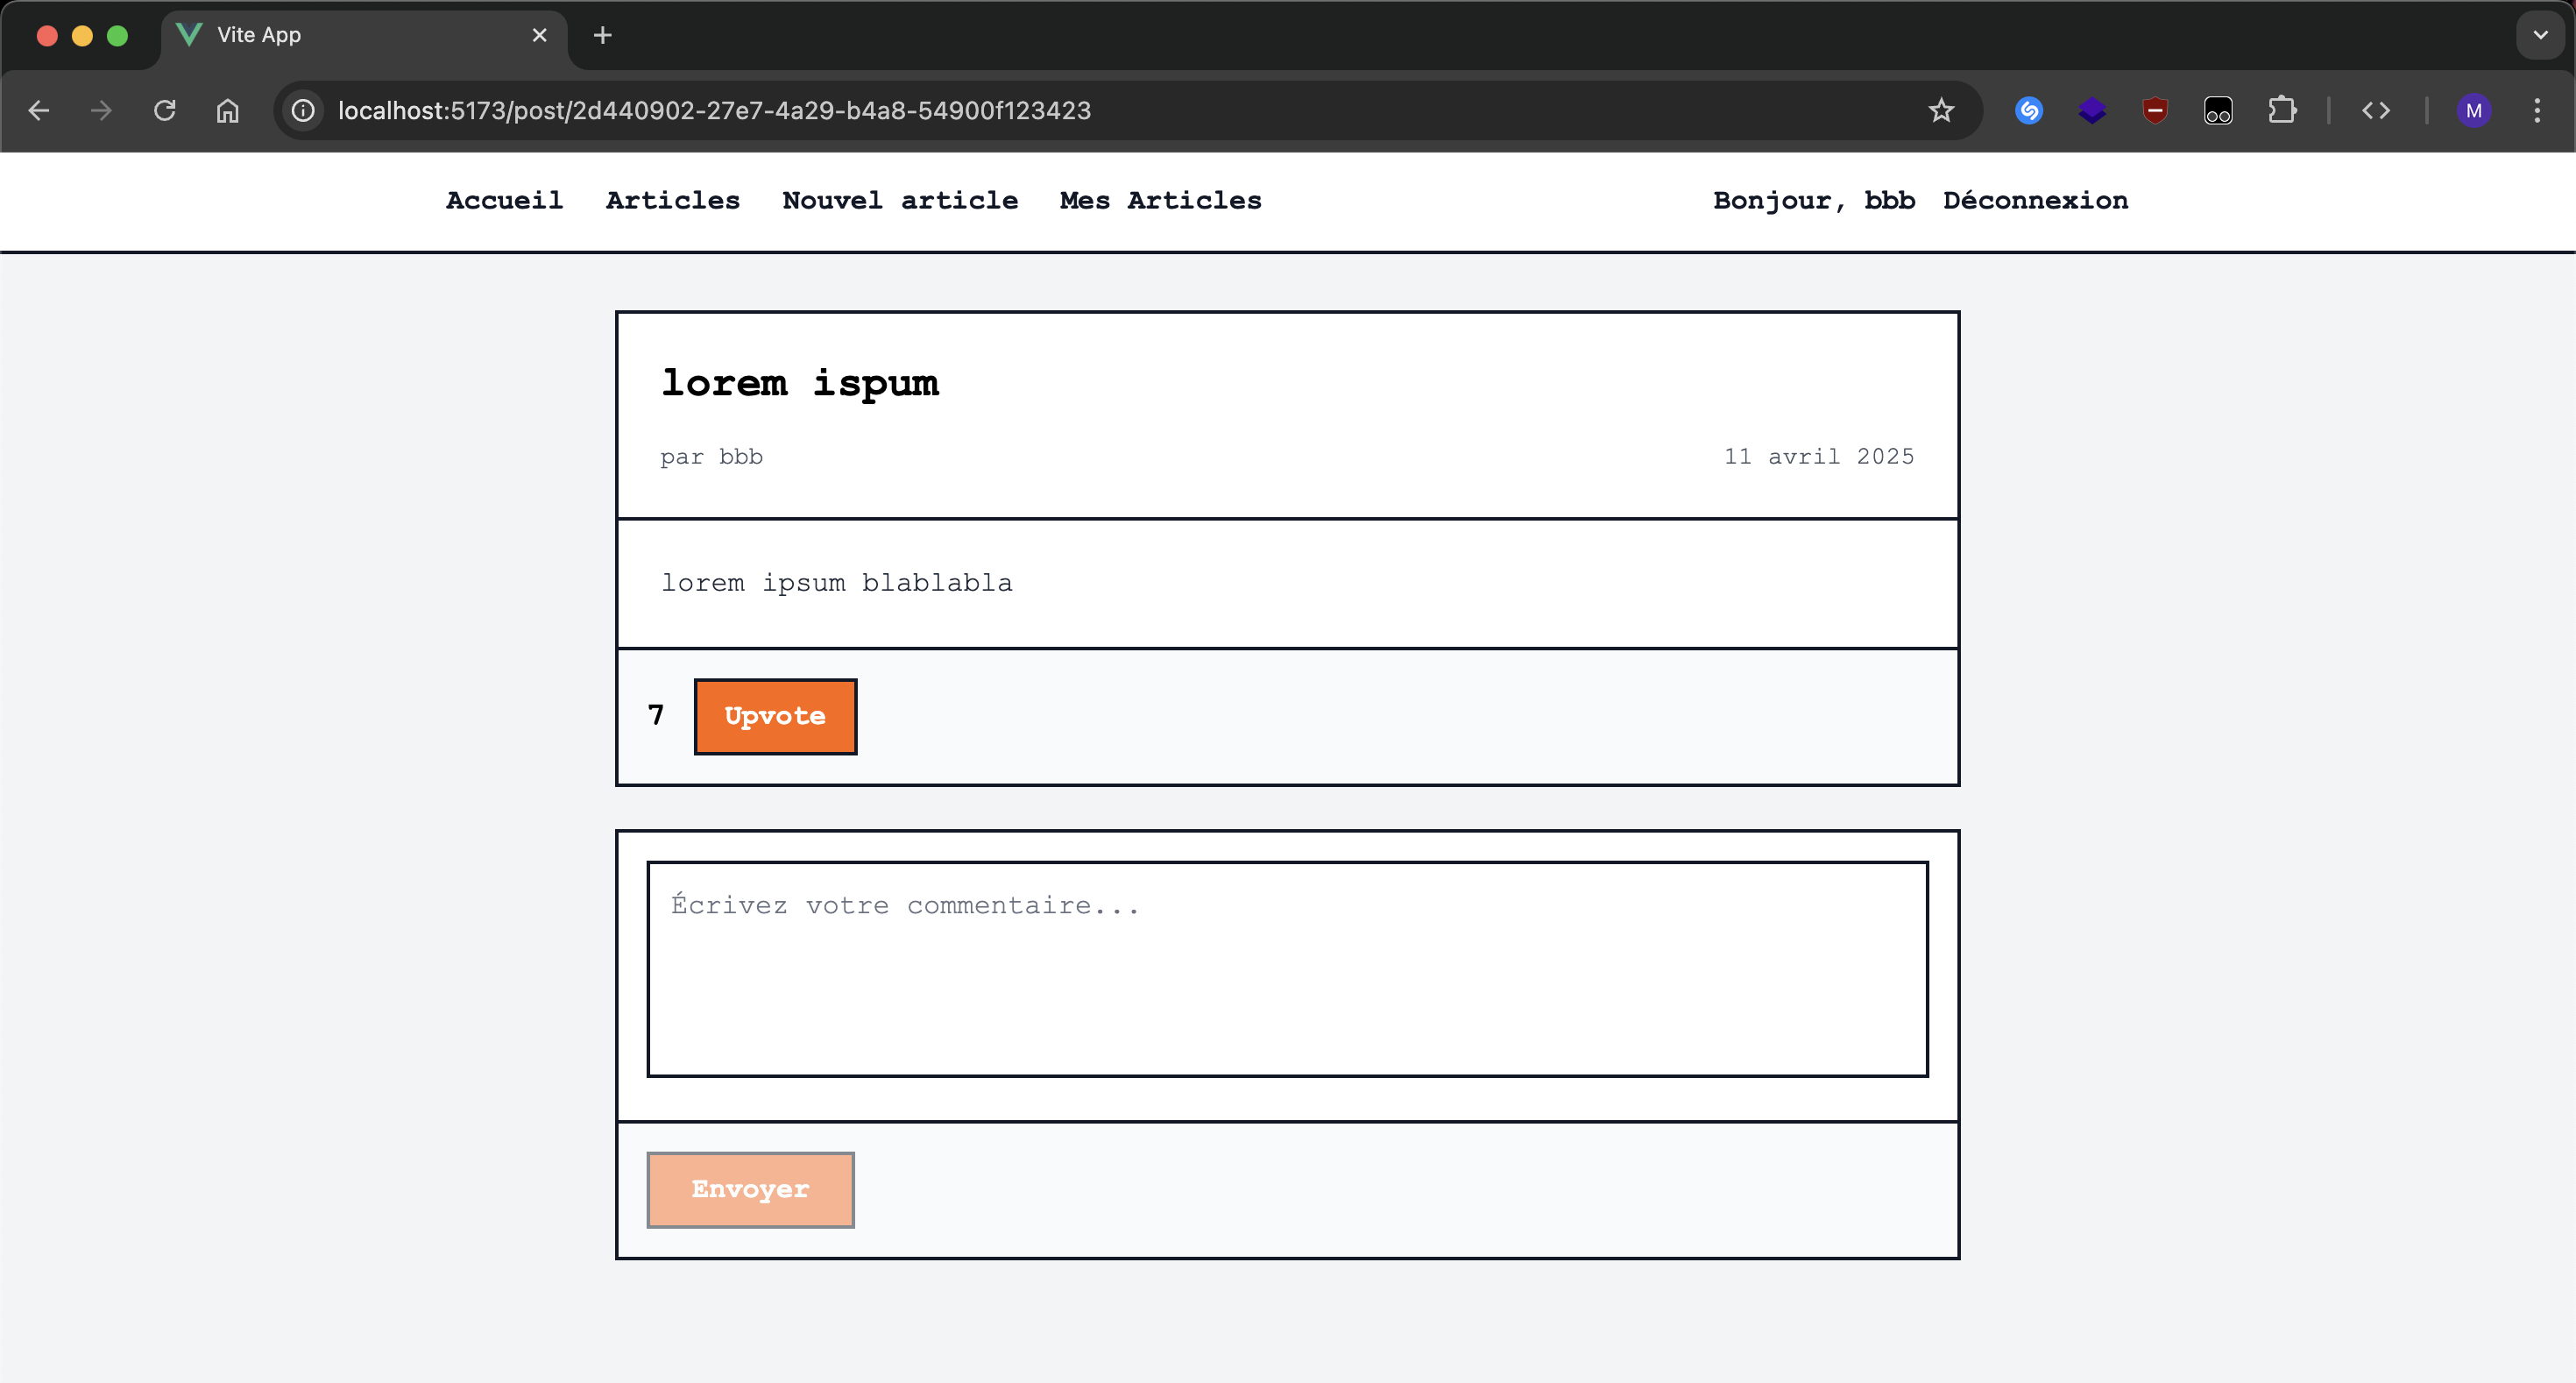 Vite App
localhost:5173/post/2d440902-27e7-4a29-b4a8-54900f123423
M
Accueil Articles Nouvel article Mes Articles Bonjour, bbb Déconnexion
lorem ispum
par bbb 11 avril 2025
lorem ipsum blablabla
7 Upvote
Écrivez votre commentaire...
Envoyer